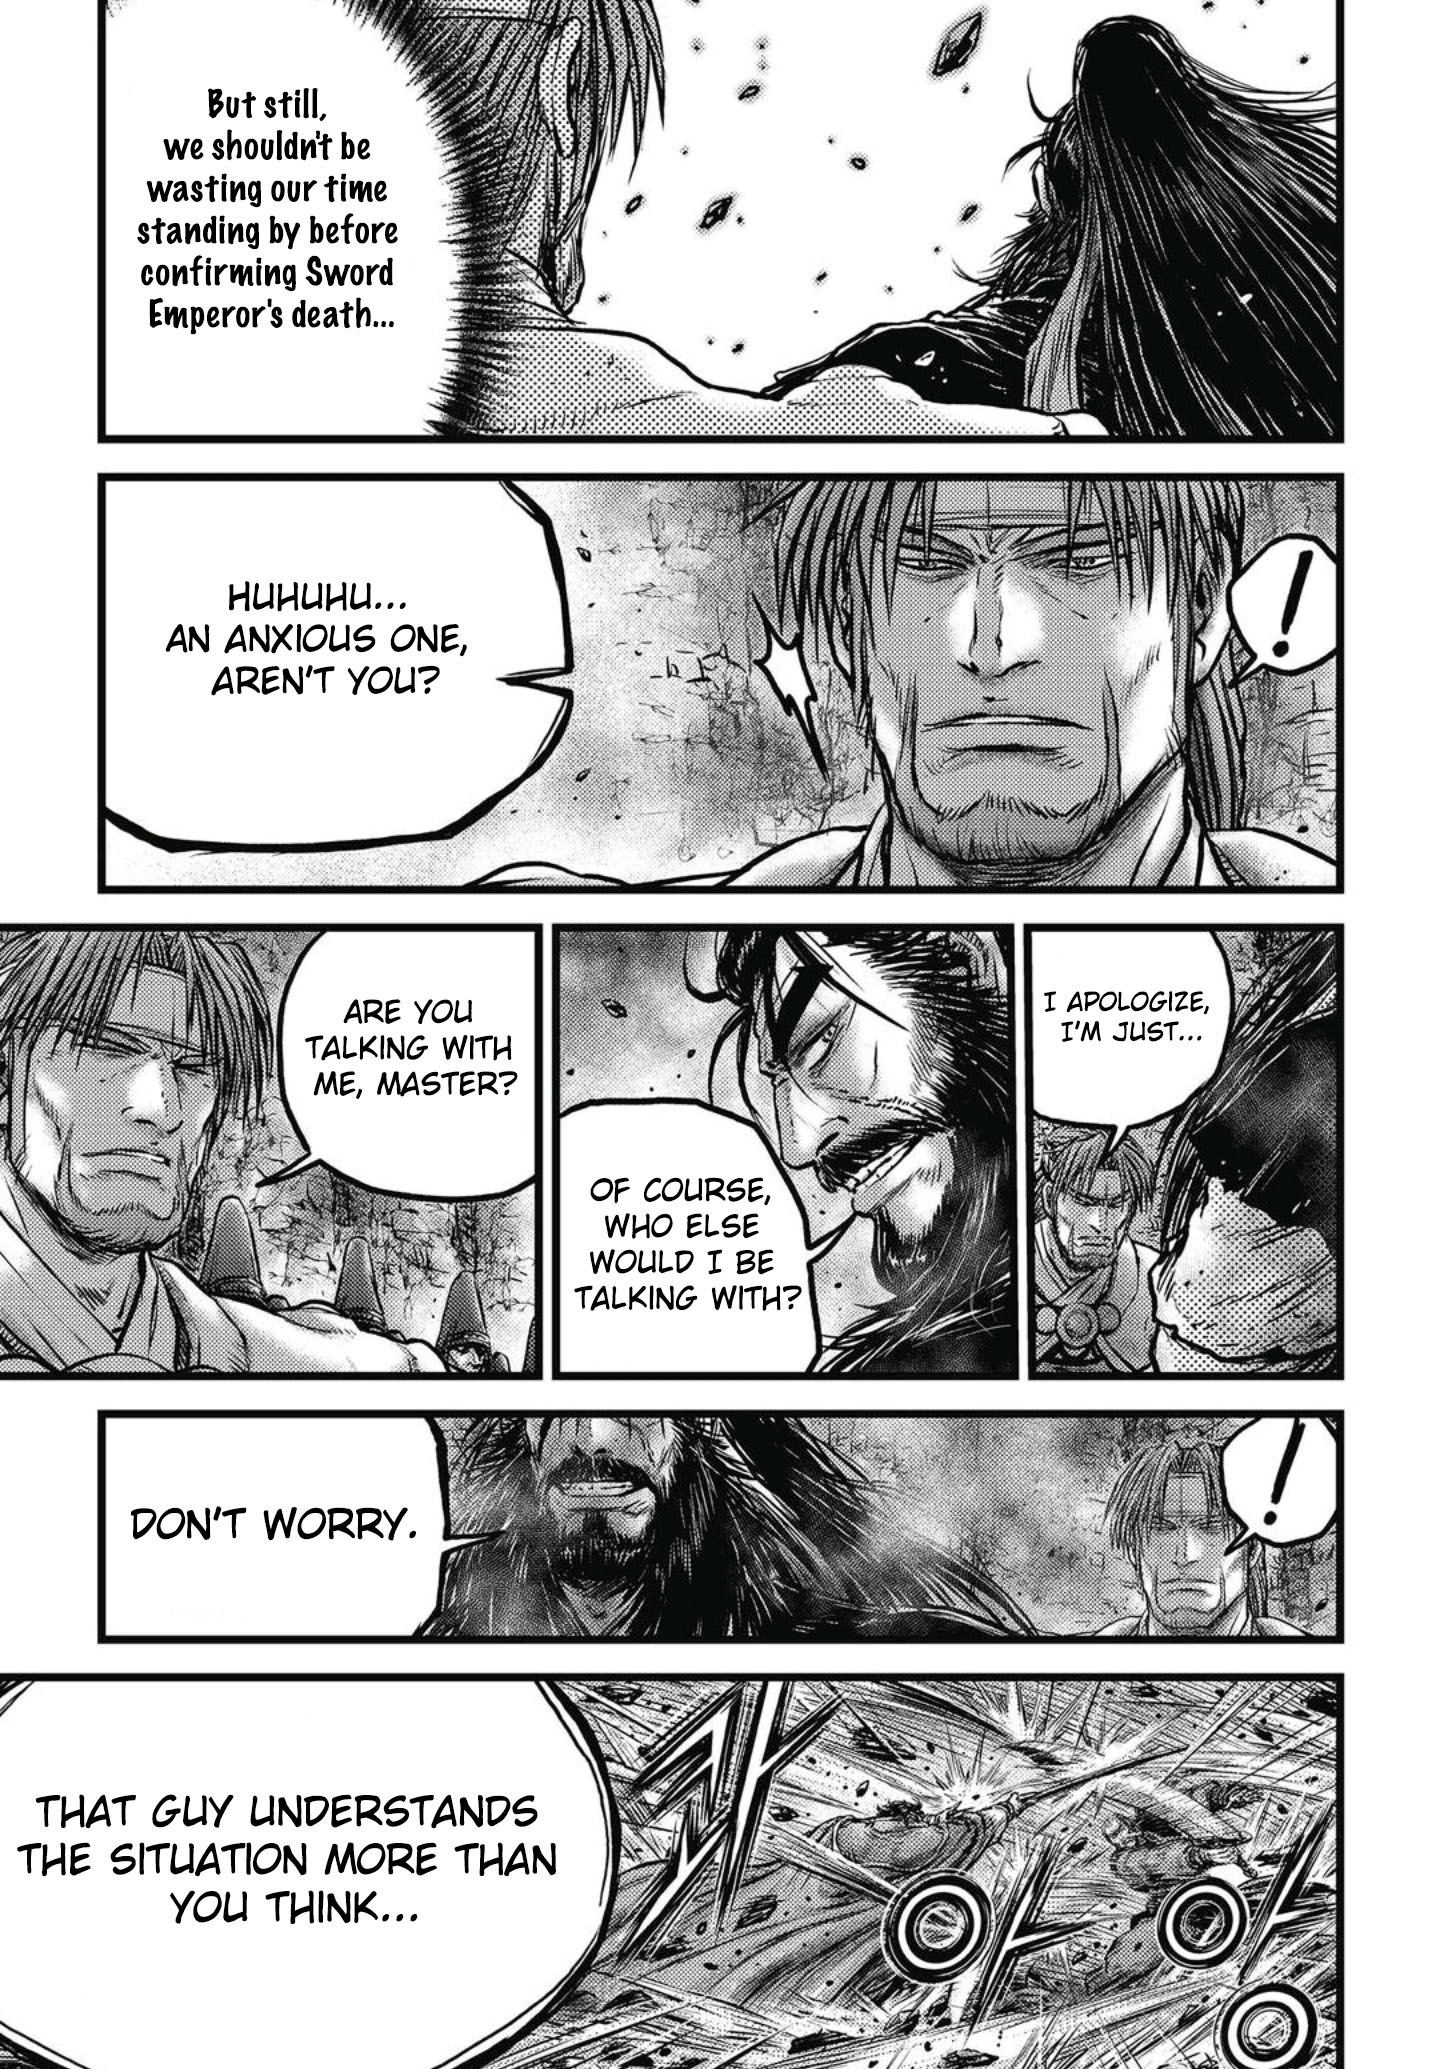 But still,
we shouldn't be
wasting our time
standing by before
confirming Sword
Emperor's death...
HUHUHU...
AN ANXIOUS ONE,
AREN'T YOU?
!
ARE YOU
TALKING WITH
ME, MASTER?
OF COURSE,
WHO ELSE
WOULD I BE
TALKING WITH?
I APOLOGIZE,
I'M JUST...
DON'T WORRY.
!
THAT GUY UNDERSTANDS
THE SITUATION MORE THAN
YOU THINK...